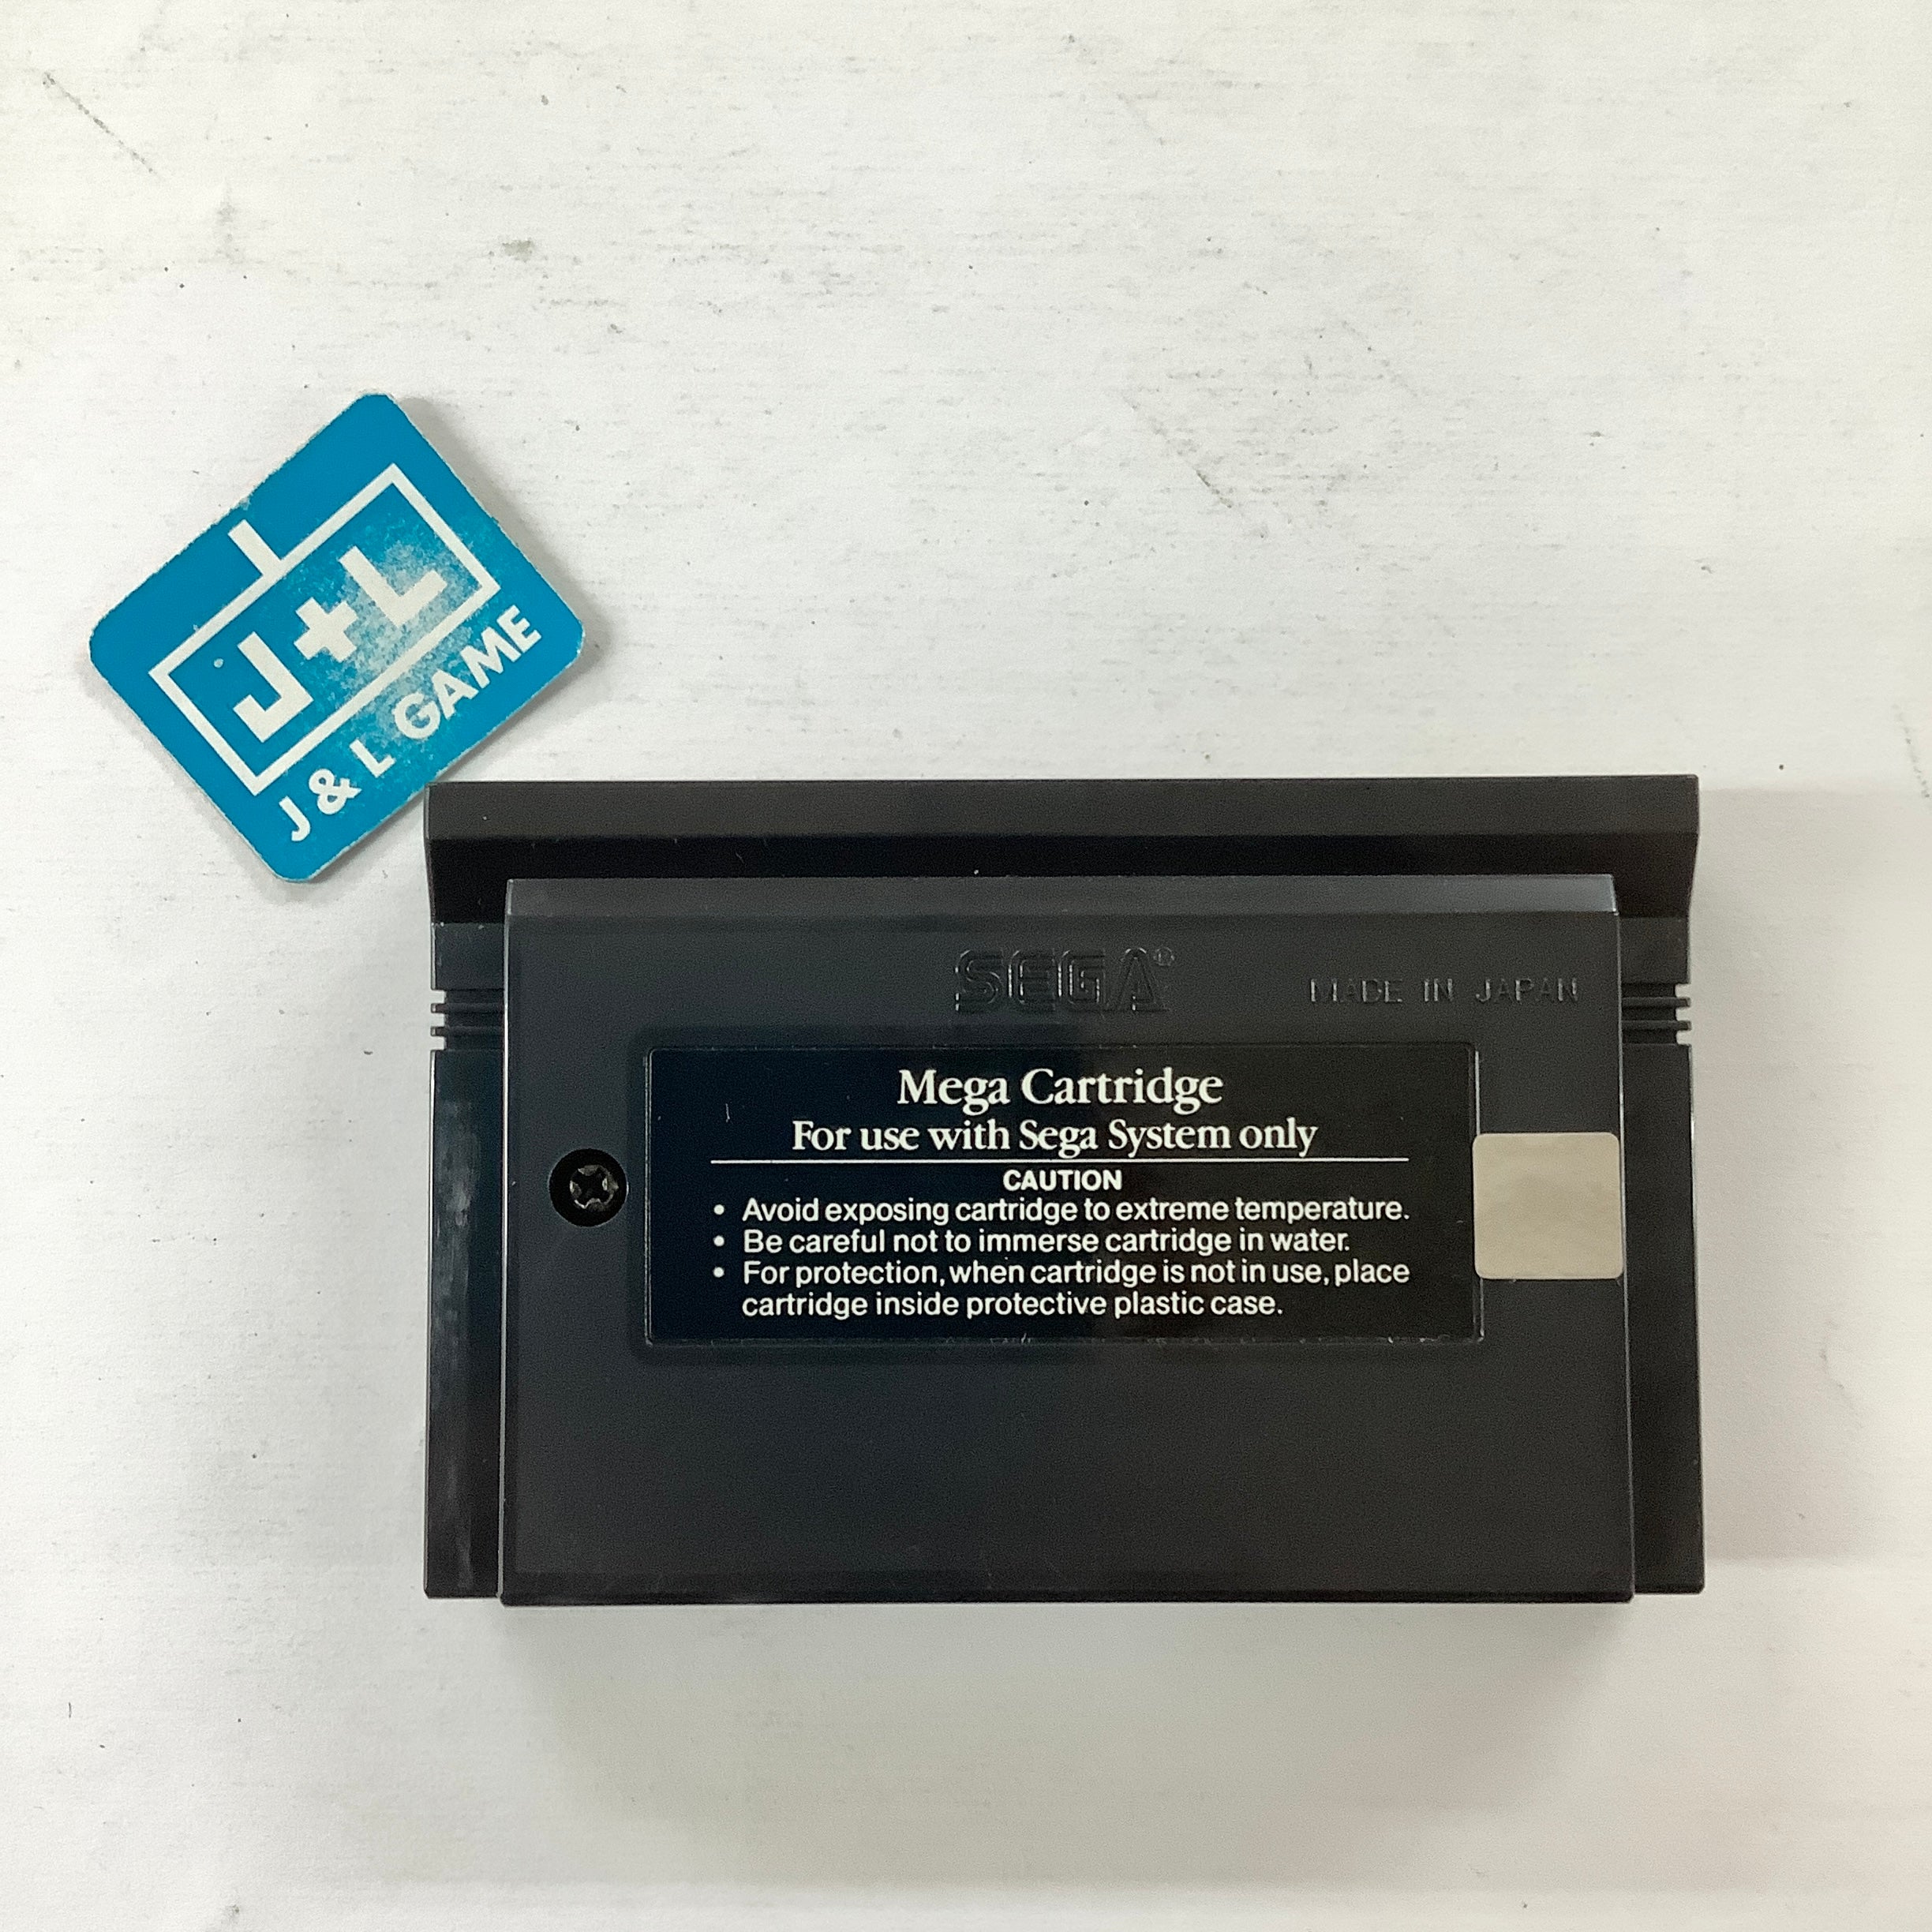 J+L
J & L GAME
SEGA®
MADE IN JAPAN
Mega Cartridge
For use with Sega System only
CAUTION
• Avoid exposing cartridge to extreme temperature.
• Be careful not to immerse cartridge in water.
• For protection, when cartridge is not in use, place
cartridge inside protective plastic case.